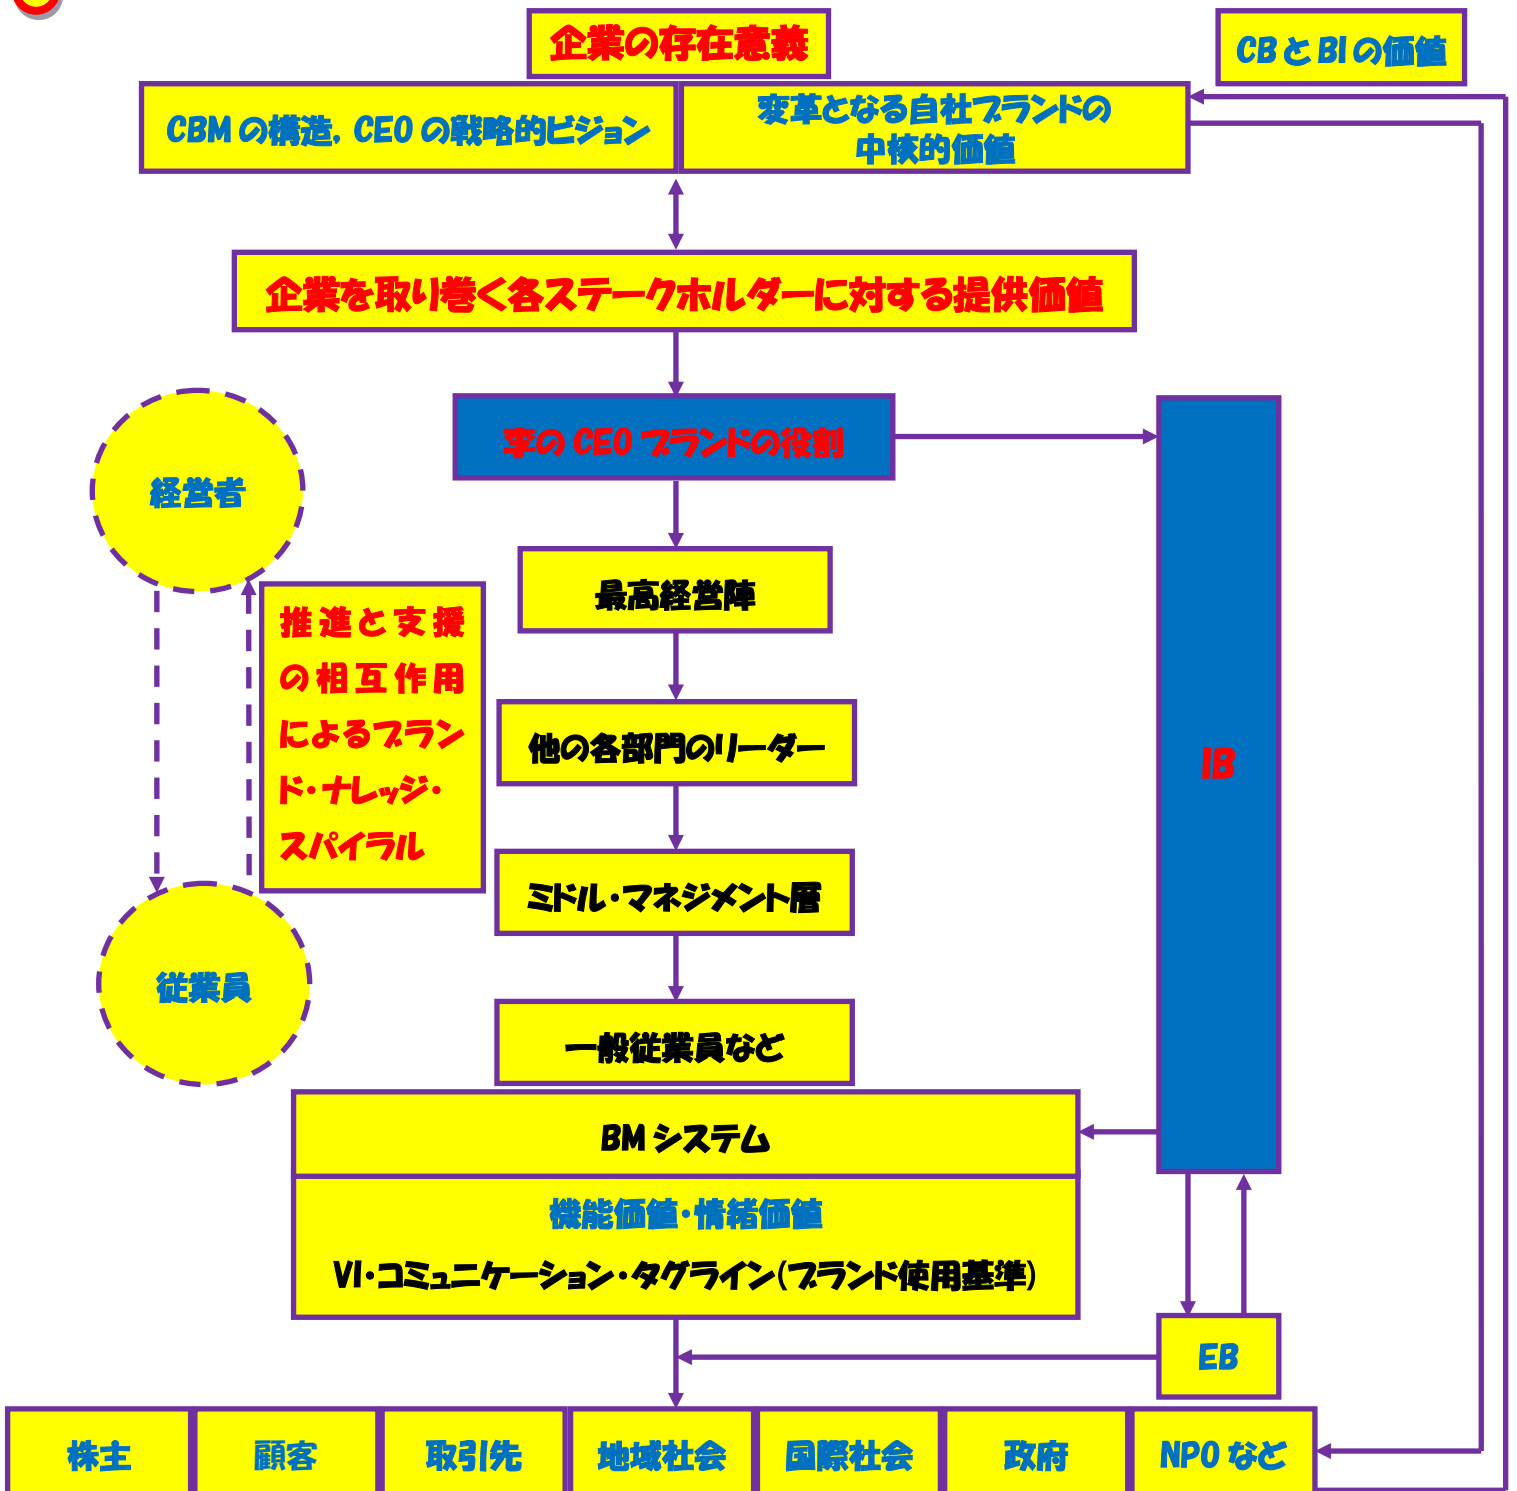 企業の存在意義
CBとBIの価値
CBMの構造，CEOの戦略的ビジョン
変革となる自社ブランドの
中核的価値
企業を取り巻く各ステークホルダーに対する提供価値
李のCEOブランドの役割
経営者
最高経営陣
推進と支援
の相互作用
によるブラン
ド・ナレッジ・
スパイラル
他の各部門のリーダー
IB
ミドル・マネジメント層
従業員
一般従業員など
BMシステム
機能価値・情緒価値
VI・コミュニケーション・タグライン(ブランド使用基準)
EB
株主
顧客
取引先
地域社会
国際社会
政府
NPOなど